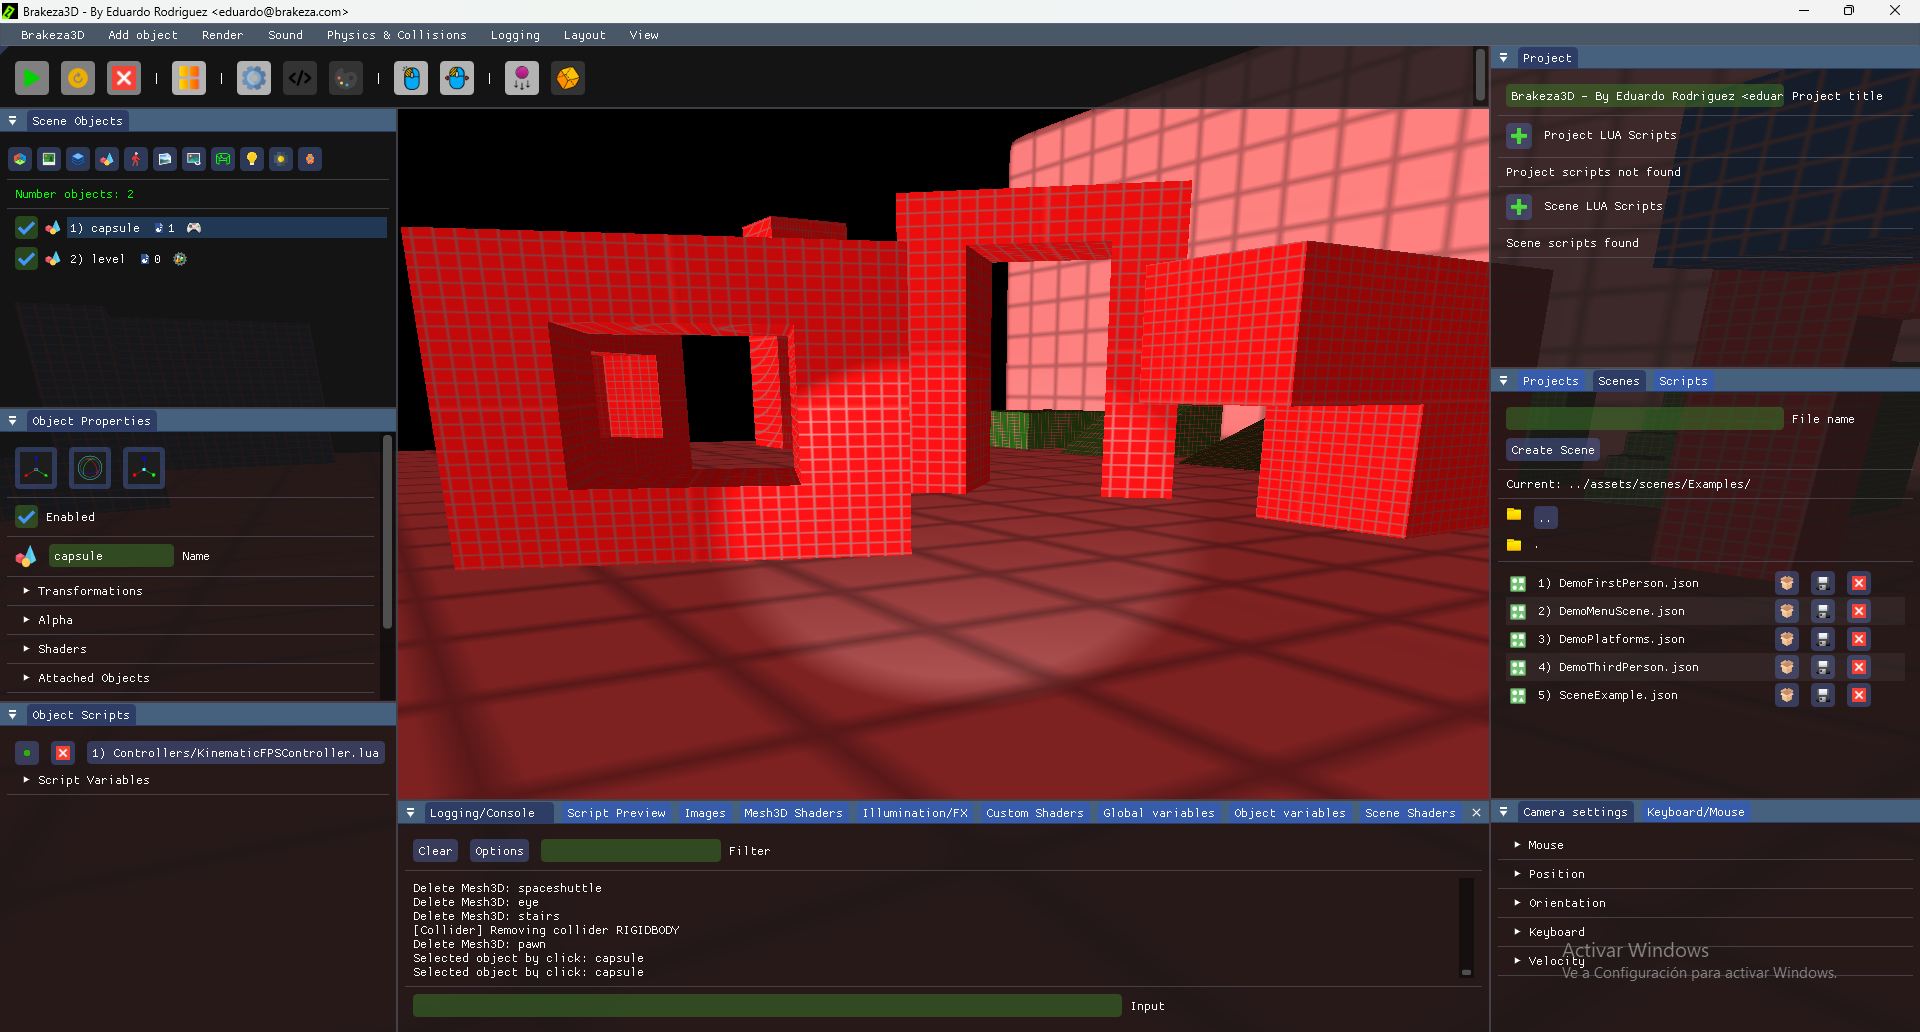 Brakeza3D - By Eduardo Rodriguez <eduardo@brakeza.com>
Brakeza3D Add object Render Sound Physics & Collisions Logging Layout View
Scene Objects
Number objects: 2
1) capsule 1
2) level 0
Object Properties
Enabled
capsule Name
Transformations
Alpha
Shaders
Attached Objects
Object Scripts
1) Controllers/KinematicFPSController.lua
Script Variables
Logging/Console Script Preview Images Mesh3D Shaders Illumination/FX Custom Shaders Global variables Object variables Scene Shaders
Clear Options Filter
Delete Mesh3D: spaceshuttle
Delete Mesh3D: eye
Delete Mesh3D: stairs
[Collider] Removing collider RIGIDBODY
Delete Mesh3D: pawn
Selected object by click: capsule
Selected object by click: capsule
Input
Project
Brakeza3D - By Eduardo Rodriguez <eduar Project title
Project LUA Scripts
Project scripts not found
Scene LUA Scripts
Scene scripts found
Projects Scenes Scripts
File name
Create Scene
Current: ../assets/scenes/Examples/
..
.
1) DemoFirstPerson.json
2) DemoMenuScene.json
3) DemoPlatforms.json
4) DemoThirdPerson.json
5) SceneExample.json
Camera settings Keyboard/Mouse
Mouse
Position
Orientation
Keyboard
Velocity
Activar Windows
Ve a Configuración para activar Windows.